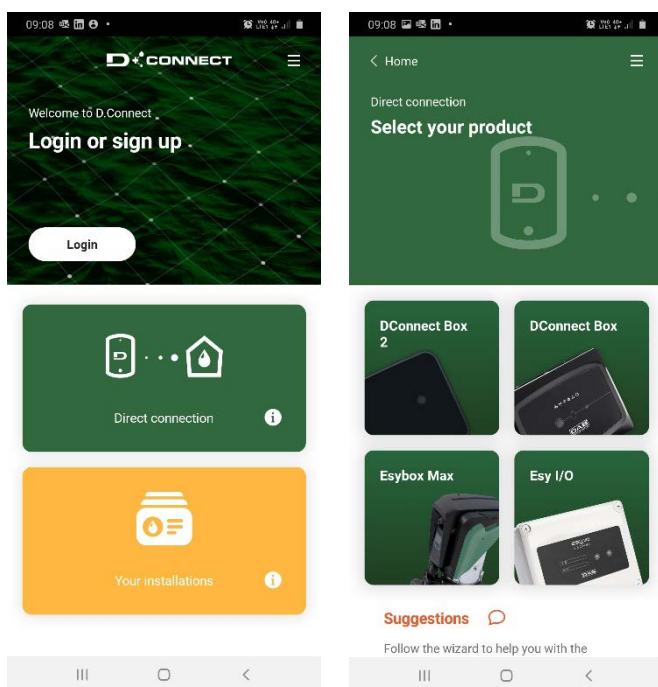 09:08
D+CONNECT
Welcome to D.Connect
Login or sign up
Login
Direct connection
Your installations
09:08
Home
Direct connection
Select your product
D
DConnect Box
2
DConnect Box
DAB
Esybox Max
Esy I/O
DAB
Suggestions
Follow the wizard to help you with the